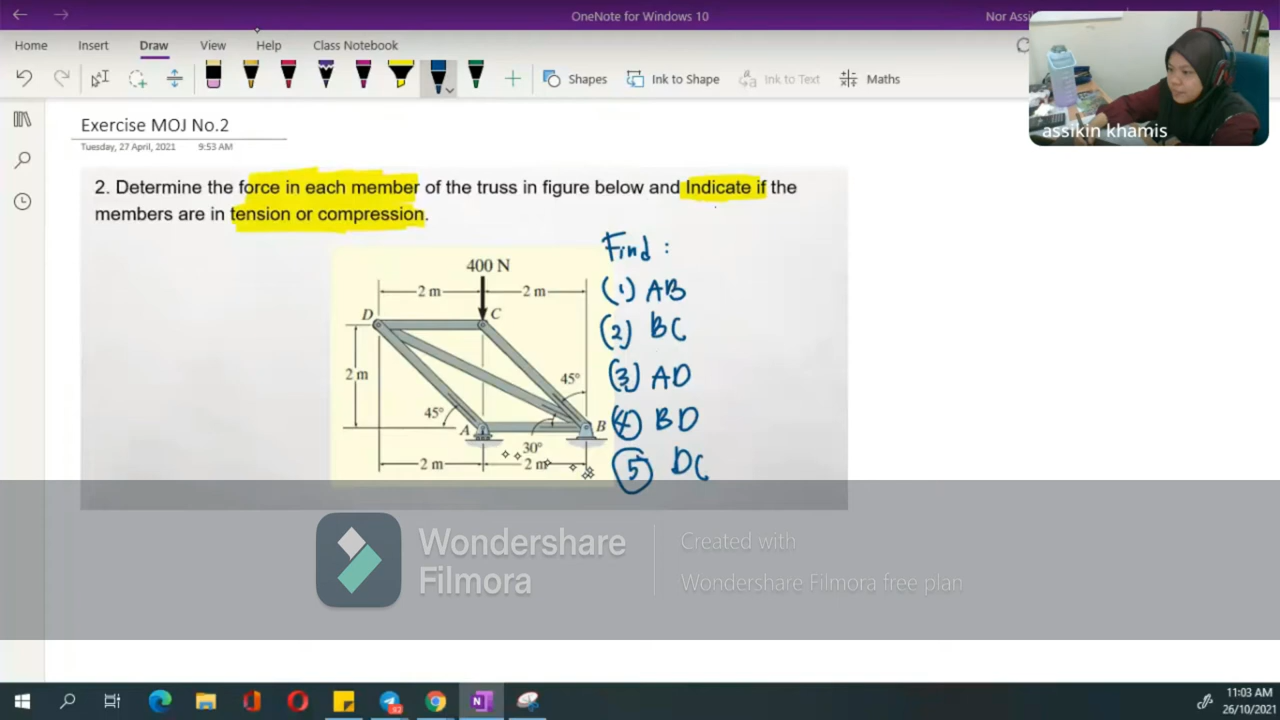 OneNote for Windows 10
Nor Assi
Home Insert Draw View Help Class Notebook
Shapes Ink to Shape Ink to Text Maths
assikin khamis
Exercise MOJ No.2
Tuesday, 27 April, 2021 9:53 AM
2. Determine the force in each member of the truss in figure below and Indicate if the
members are in tension or compression.
Find :
400 N
(1) AB
2 m 2 m
D C
(2) BC
2 m
45°
(3) AD
45°
A B
(4) BD
30°
2 m 2 m
(5) DC
Wondershare
Filmora
Created with
Wondershare Filmora free plan
11:03 AM
26/10/2021